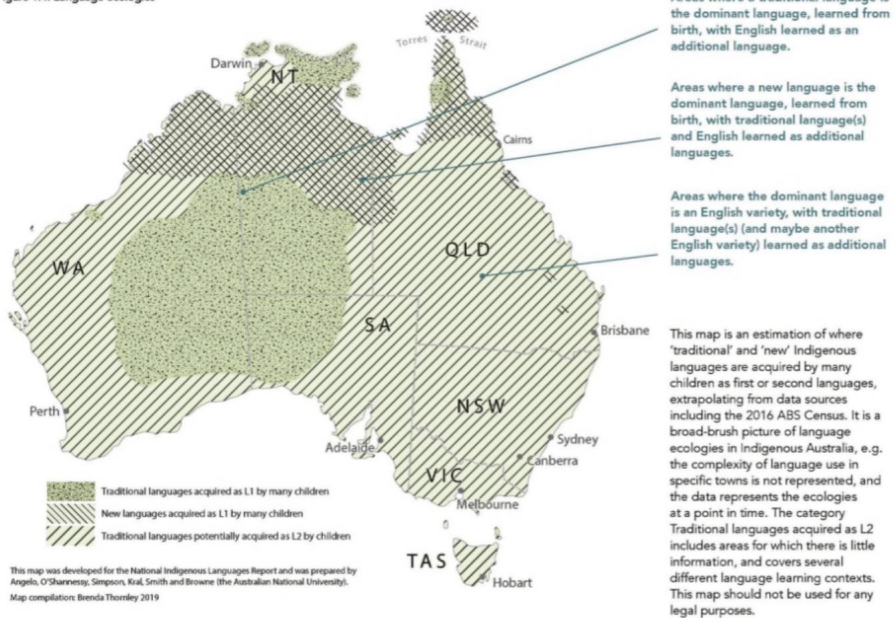 Figure 1.1: Language ecologies
Areas where a traditional language is
the dominant language, learned from
birth, with English learned as an
additional language.
Areas where a new language is the
dominant language, learned from
birth, with traditional language(s)
and English learned as additional
languages.
Areas where the dominant language
is an English variety, with traditional
language(s) (and maybe another
English variety) learned as additional
languages.
Torres Strait
Darwin
NT
Cairns
WA
QLD
SA
Brisbane
Perth
NSW
Adelaide
Sydney
Canberra
VIC
Melbourne
TAS
Hobart
Traditional languages acquired as L1 by many children
New languages acquired as L1 by many children
Traditional languages potentially acquired as L2 by children
This map was developed for the National Indigenous Languages Report and was prepared by
Angelo, O'Shannessy, Simpson, Kral, Smith and Browne (the Australian National University).
Map compilation: Brenda Thornley 2019
This map is an estimation of where
'traditional' and 'new' Indigenous
languages are acquired by many
children as first or second languages,
extrapolating from data sources
including the 2016 ABS Census. It is a
broad-brush picture of language
ecologies in Indigenous Australia, e.g.
the complexity of language use in
specific towns is not represented, and
the data represents the ecologies
at a point in time. The category
Traditional languages acquired as L2
includes areas for which there is little
information, and covers several
different language learning contexts.
This map should not be used for any
legal purposes.